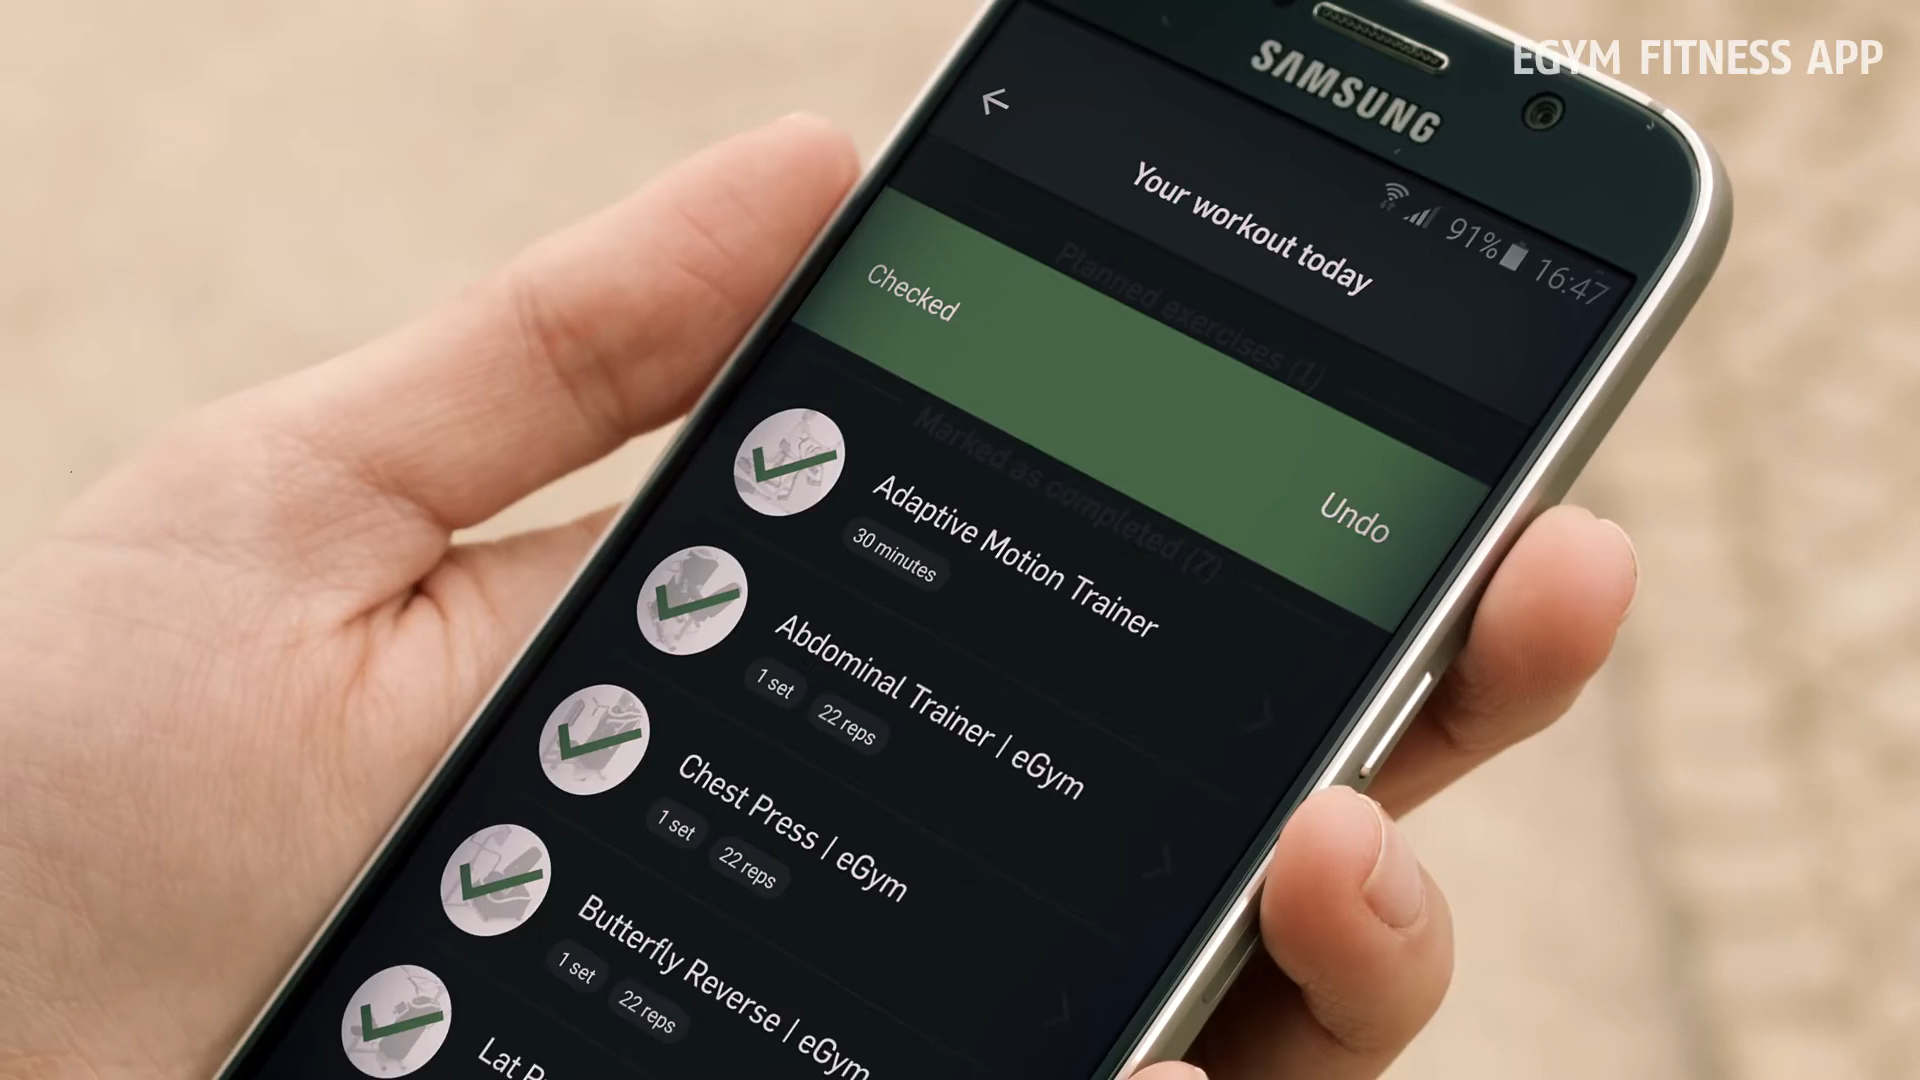 EGYM FITNESS APP
SAMSUNG
91% 16:47
Your workout today
Planned exercises (1)
Checked
Undo
Marked as completed (7)
Adaptive Motion Trainer
30 minutes
Abdominal Trainer | eGym
1 set 22 reps
Chest Press | eGym
1 set 22 reps
Butterfly Reverse | eGym
1 set 22 reps
Lat